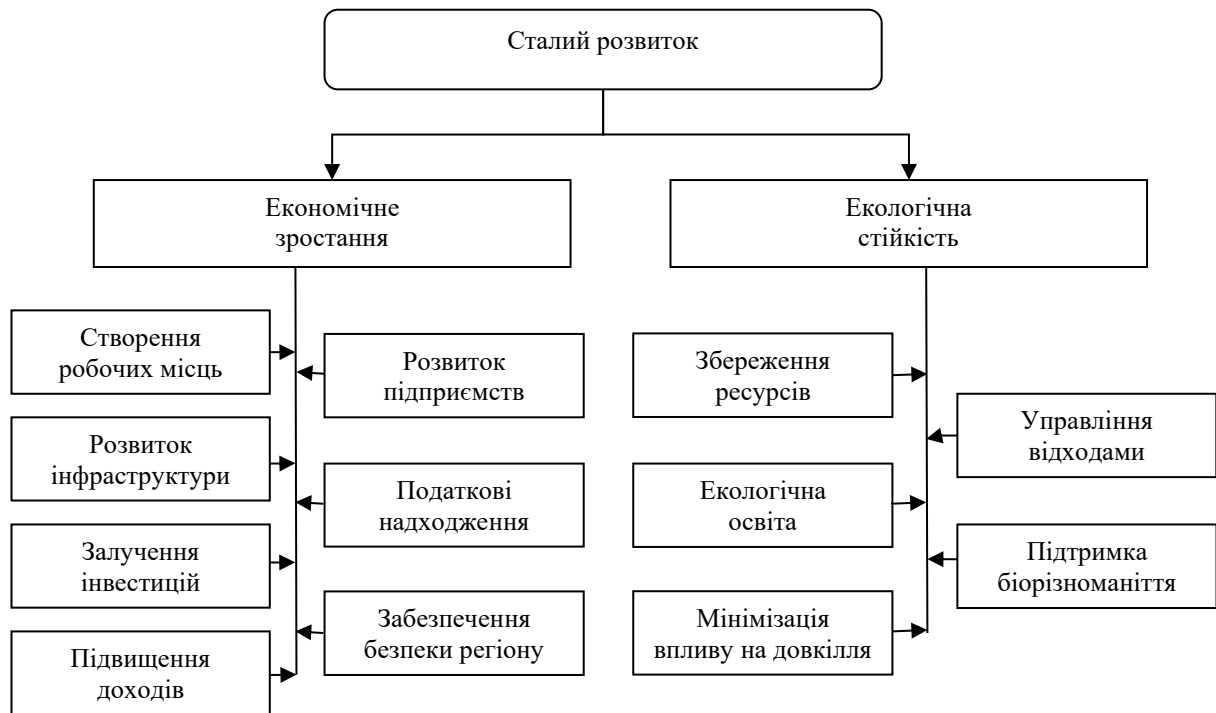 Сталий розвиток
Економічне
зростання
Екологічна
стійкість
Створення
робочих місць
Розвиток
підприємств
Розвиток
інфраструктури
Податкові
надходження
Залучення
інвестицій
Забезпечення
безпеки регіону
Підвищення
доходів
Збереження
ресурсів
Управління
відходами
Екологічна
освіта
Підтримка
біорізноманіття
Мінімізація
впливу на довкілля